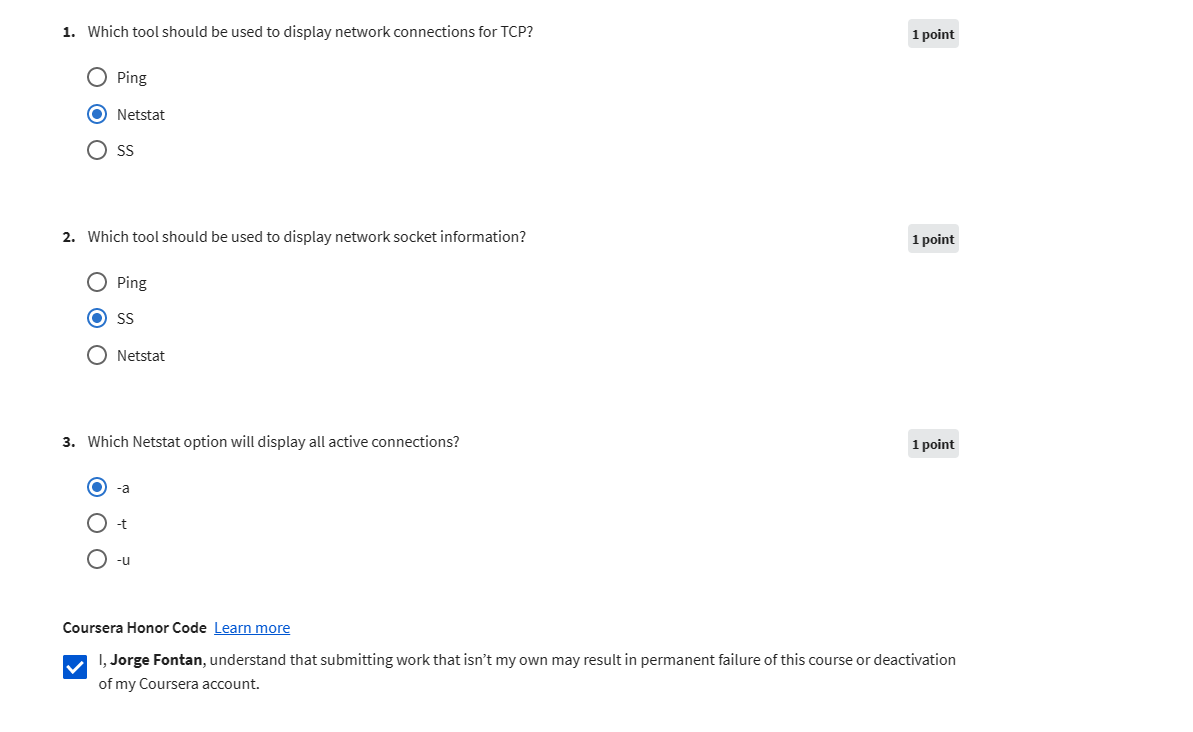 1. Which tool should be used to display network connections for TCP?
1 point
Ping
Netstat
SS
2. Which tool should be used to display network socket information?
1 point
Ping
SS
Netstat
3. Which Netstat option will display all active connections?
1 point
-a
-t
-u
Coursera Honor Code Learn more
I, Jorge Fontan, understand that submitting work that isn’t my own may result in permanent failure of this course or deactivation
of my Coursera account.